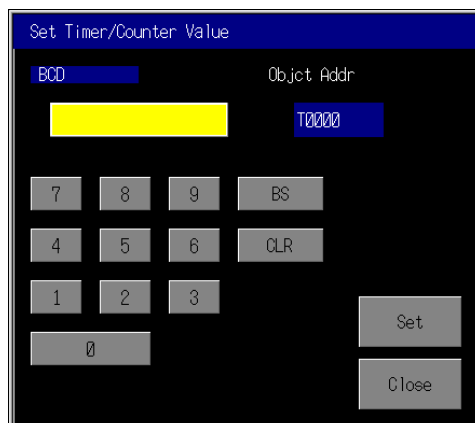 Set Timer/Counter Value
BCD Objct Addr
T0000
7 8 9 BS
4 5 6 CLR
1 2 3
Set
0
Close